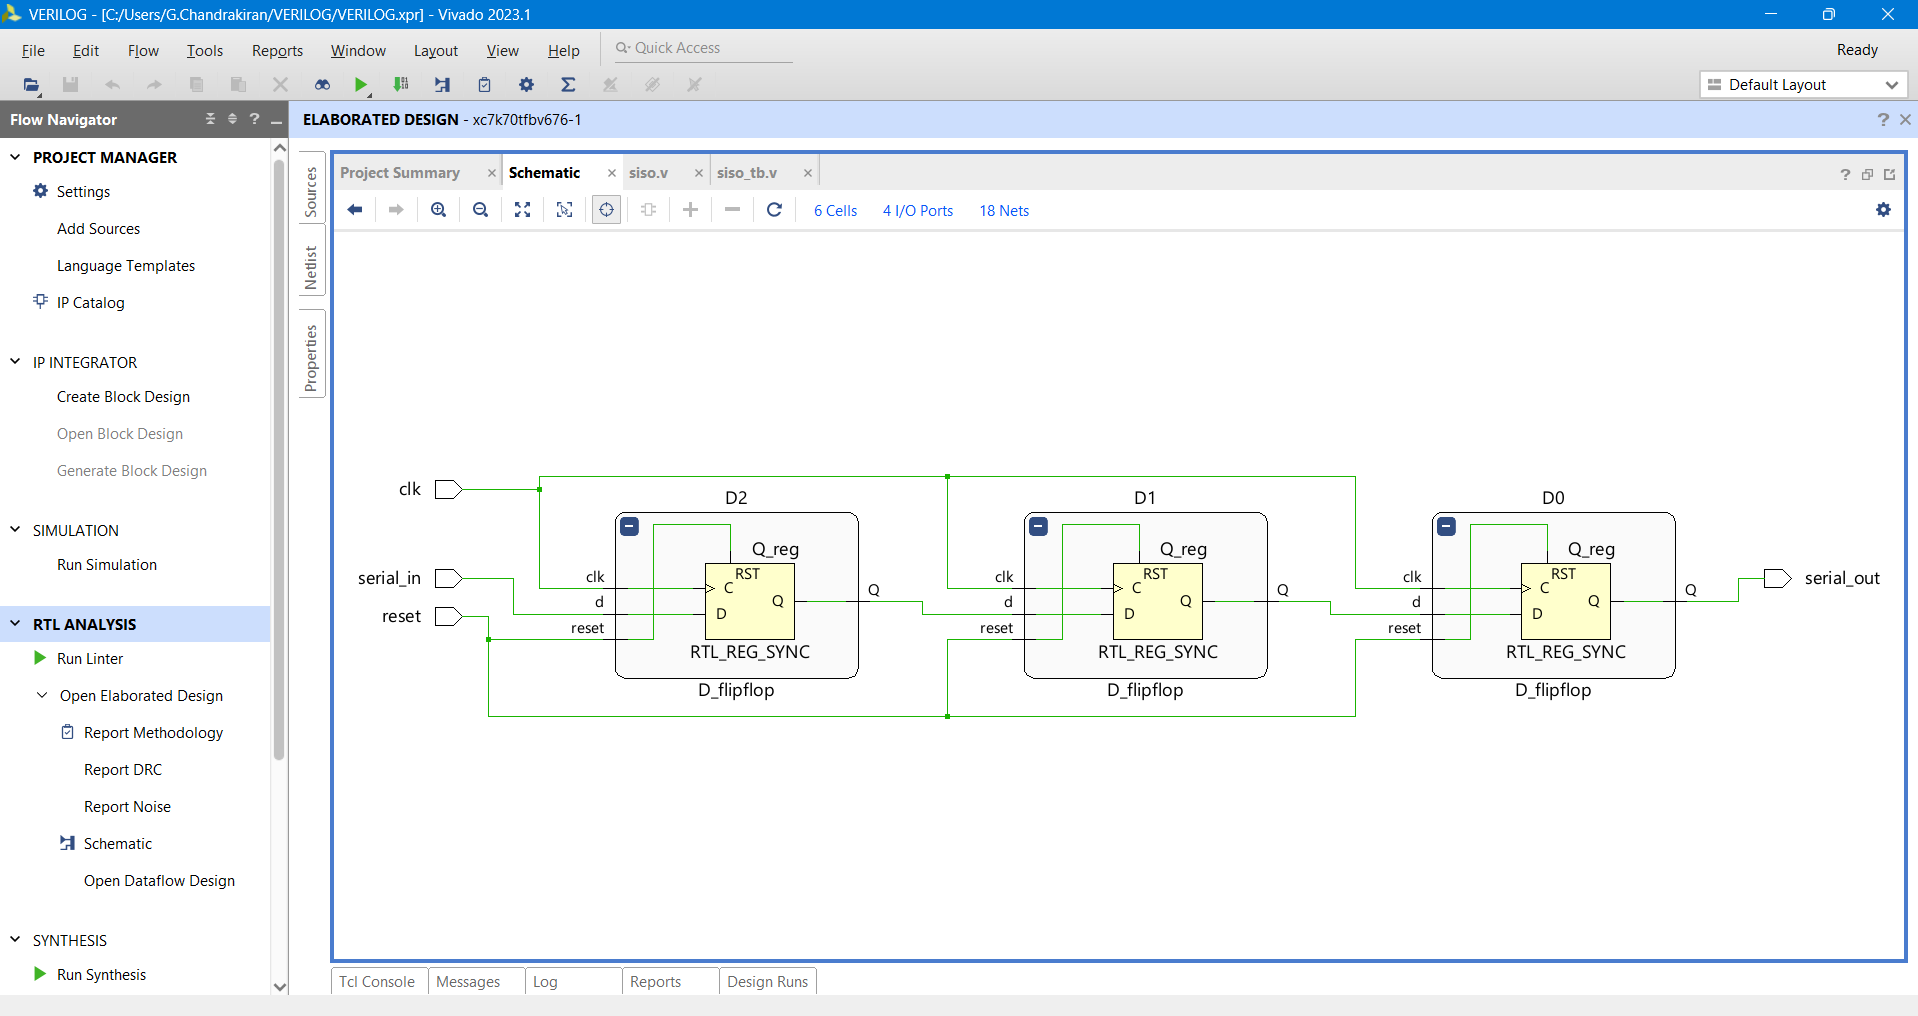 VERILOG - [C:/Users/G.Chandrakiran/VERILOG/VERILOG.xpr] - Vivado 2023.1
File Edit Flow Tools Reports Window Layout View Help Quick Access Ready
Default Layout
Flow Navigator
PROJECT MANAGER
Settings
Add Sources
Language Templates
IP Catalog
IP INTEGRATOR
Create Block Design
Open Block Design
Generate Block Design
SIMULATION
Run Simulation
RTL ANALYSIS
Run Linter
Open Elaborated Design
Report Methodology
Report DRC
Report Noise
Schematic
Open Dataflow Design
SYNTHESIS
Run Synthesis
ELABORATED DESIGN - xc7k70tfbv676-1
Sources
Netlist
Properties
Project Summary Schematic siso.v siso_tb.v
6 Cells 4 I/O Ports 18 Nets
clk
serial_in
reset
D2
Q_reg
clk
d
reset
RST
C
D
Q
Q
RTL_REG_SYNC
D_flipflop
D1
Q_reg
clk
d
reset
RST
C
D
Q
Q
RTL_REG_SYNC
D_flipflop
D0
Q_reg
clk
d
reset
RST
C
D
Q
Q
RTL_REG_SYNC
D_flipflop
serial_out
Tcl Console Messages Log Reports Design Runs